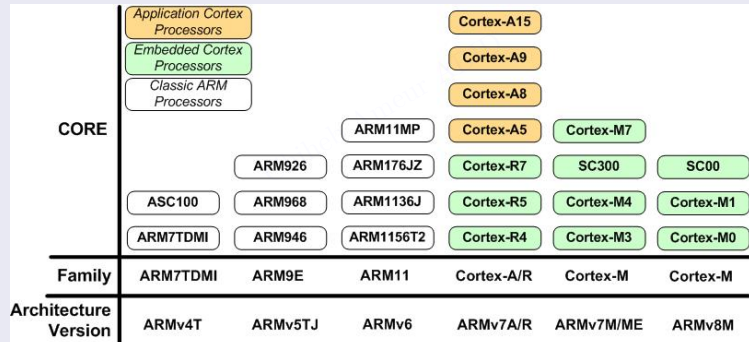 Application Cortex
Processors
Embedded Cortex
Processors
Classic ARM
Processors
CORE
Cortex-A15
Cortex-A9
Cortex-A8
ARM11MP Cortex-A5 Cortex-M7
ARM926 ARM176JZ Cortex-R7 SC300 SC00
ASC100 ARM968 ARM1136J Cortex-R5 Cortex-M4 Cortex-M1
ARM7TDMI ARM946 ARM1156T2 Cortex-R4 Cortex-M3 Cortex-M0
Family ARM7TDMI ARM9E ARM11 Cortex-A/R Cortex-M Cortex-M
Architecture
Version ARMv4T ARMv5TJ ARMv6 ARMv7A/R ARMv7M/ME ARMv8M